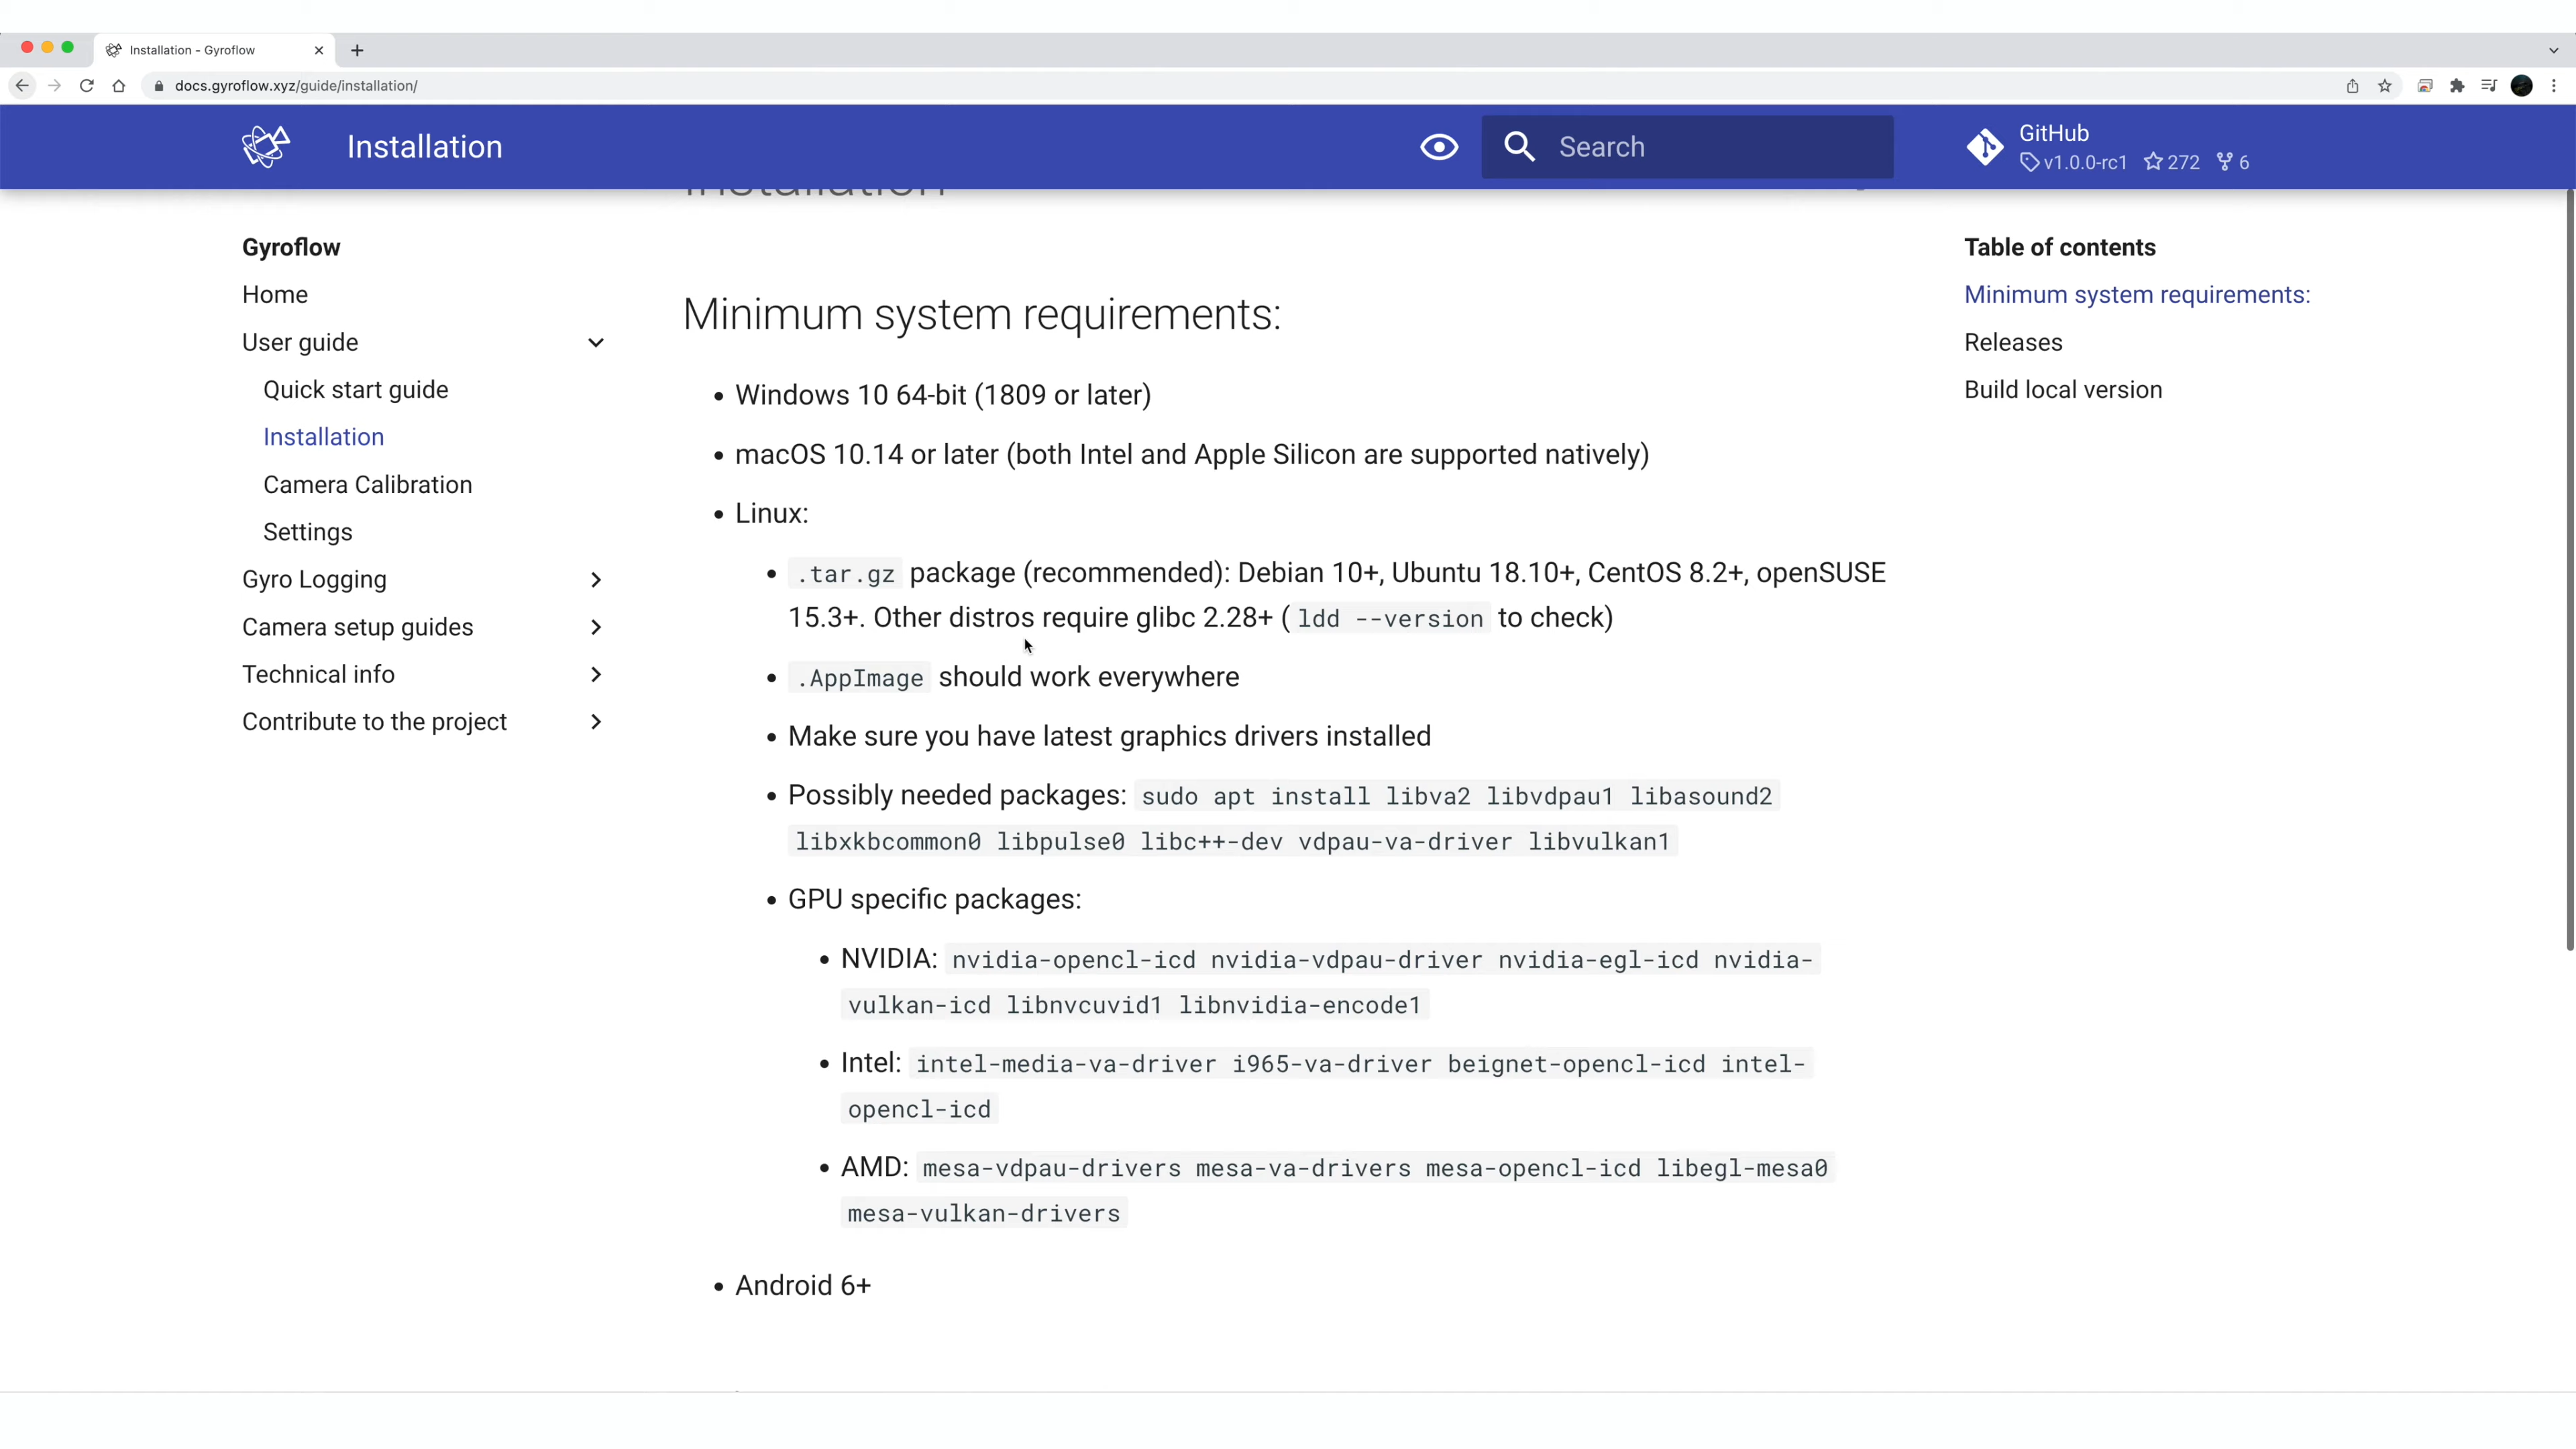 Installation - Gyroflow
docs.gyroflow.xyz/guide/installation/
Installation
Search
GitHub
v1.0.0-rc1 272 6
Installation
Gyroflow
Home
User guide
Quick start guide
Installation
Camera Calibration
Settings
Gyro Logging
Camera setup guides
Technical info
Contribute to the project
Minimum system requirements:
• Windows 10 64-bit (1809 or later)
• macOS 10.14 or later (both Intel and Apple Silicon are supported natively)
• Linux:
• .tar.gz package (recommended): Debian 10+, Ubuntu 18.10+, CentOS 8.2+, openSUSE
15.3+. Other distros require glibc 2.28+ ( ldd --version to check)
• .AppImage should work everywhere
• Make sure you have latest graphics drivers installed
• Possibly needed packages: sudo apt install libva2 libvdpau1 libasound2
libxkbcommon0 libpulse0 libc++-dev vdpau-va-driver libvulkan1
• GPU specific packages:
• NVIDIA: nvidia-opencl-icd nvidia-vdpau-driver nvidia-egl-icd nvidia-
vulkan-icd libnvcuvid1 libnvidia-encode1
• Intel: intel-media-va-driver i965-va-driver beignet-opencl-icd intel-
opencl-icd
• AMD: mesa-vdpau-drivers mesa-va-drivers mesa-opencl-icd libegl-mesa0
mesa-vulkan-drivers
• Android 6+
Table of contents
Minimum system requirements:
Releases
Build local version